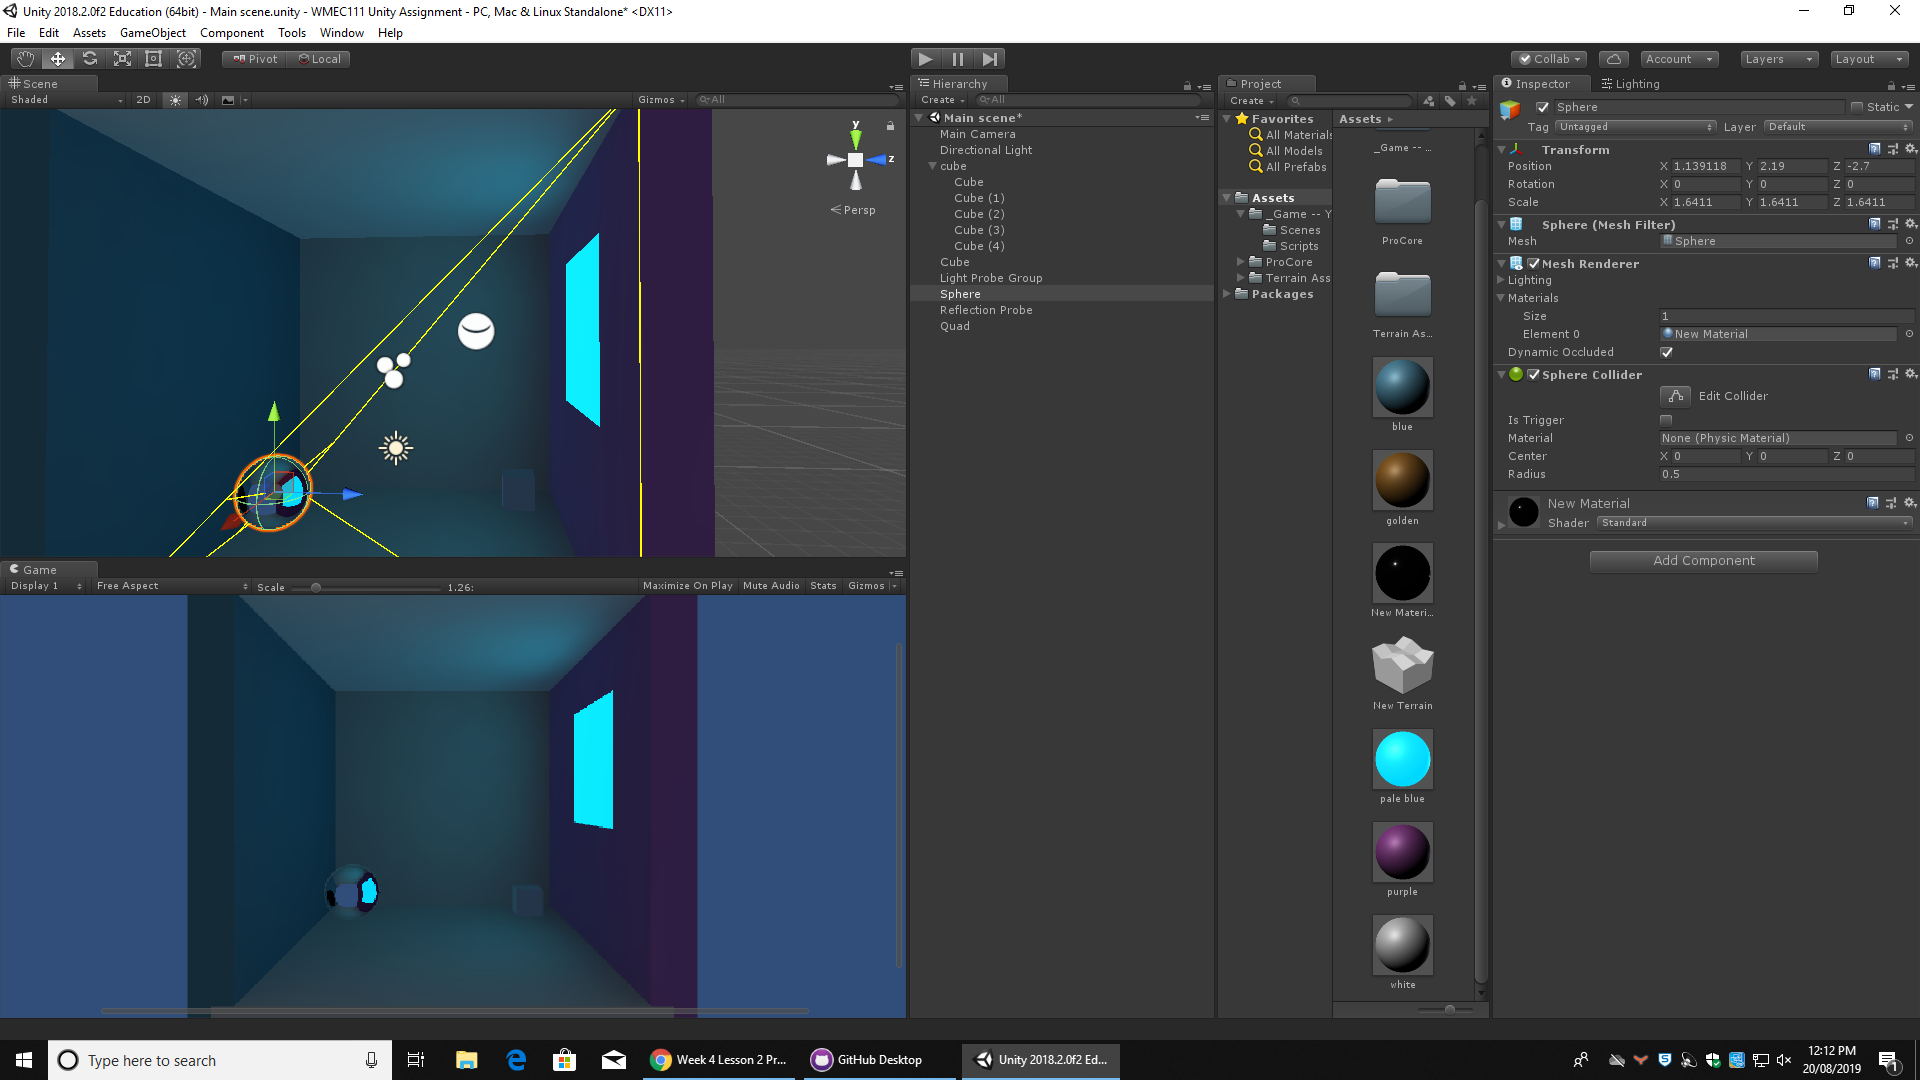 Unity 2018.2.0f2 Education (64bit) - Main scene.unity - WMEC111 Unity Assignment - PC, Mac & Linux Standalone* <DX11>
File Edit Assets GameObject Component Tools Window Help
Pivot Local
Collab Account Layers Layout
Scene
Shaded 2D Gizmos All
y
z
Persp
Game
Display 1 Free Aspect Scale 1.26: Maximize On Play Mute Audio Stats Gizmos
Hierarchy
Create All
Main scene*
Main Camera
Directional Light
cube
Cube
Cube (1)
Cube (2)
Cube (3)
Cube (4)
Cube
Light Probe Group
Sphere
Reflection Probe
Quad
Project
Create
Favorites
All Materials
All Models
All Prefabs
Assets
_Game -- Y
Scenes
Scripts
ProCore
Terrain Ass
Packages
Assets
_Game -- ...
ProCore
Terrain As...
blue
golden
New Materi...
New Terrain
pale blue
purple
white
Inspector Lighting
Sphere Static
Tag Untagged Layer Default
Transform
Position X 1.139118 Y 2.19 Z -2.7
Rotation X 0 Y 0 Z 0
Scale X 1.6411 Y 1.6411 Z 1.6411
Sphere (Mesh Filter)
Mesh Sphere
Mesh Renderer
Lighting
Materials
Size 1
Element 0 New Material
Dynamic Occluded
Sphere Collider
Edit Collider
Is Trigger
Material None (Physic Material)
Center X 0 Y 0 Z 0
Radius 0.5
New Material
Shader Standard
Add Component
Type here to search
Week 4 Lesson 2 Pr...
GitHub Desktop
Unity 2018.2.0f2 Ed...
12:12 PM
20/08/2019
1